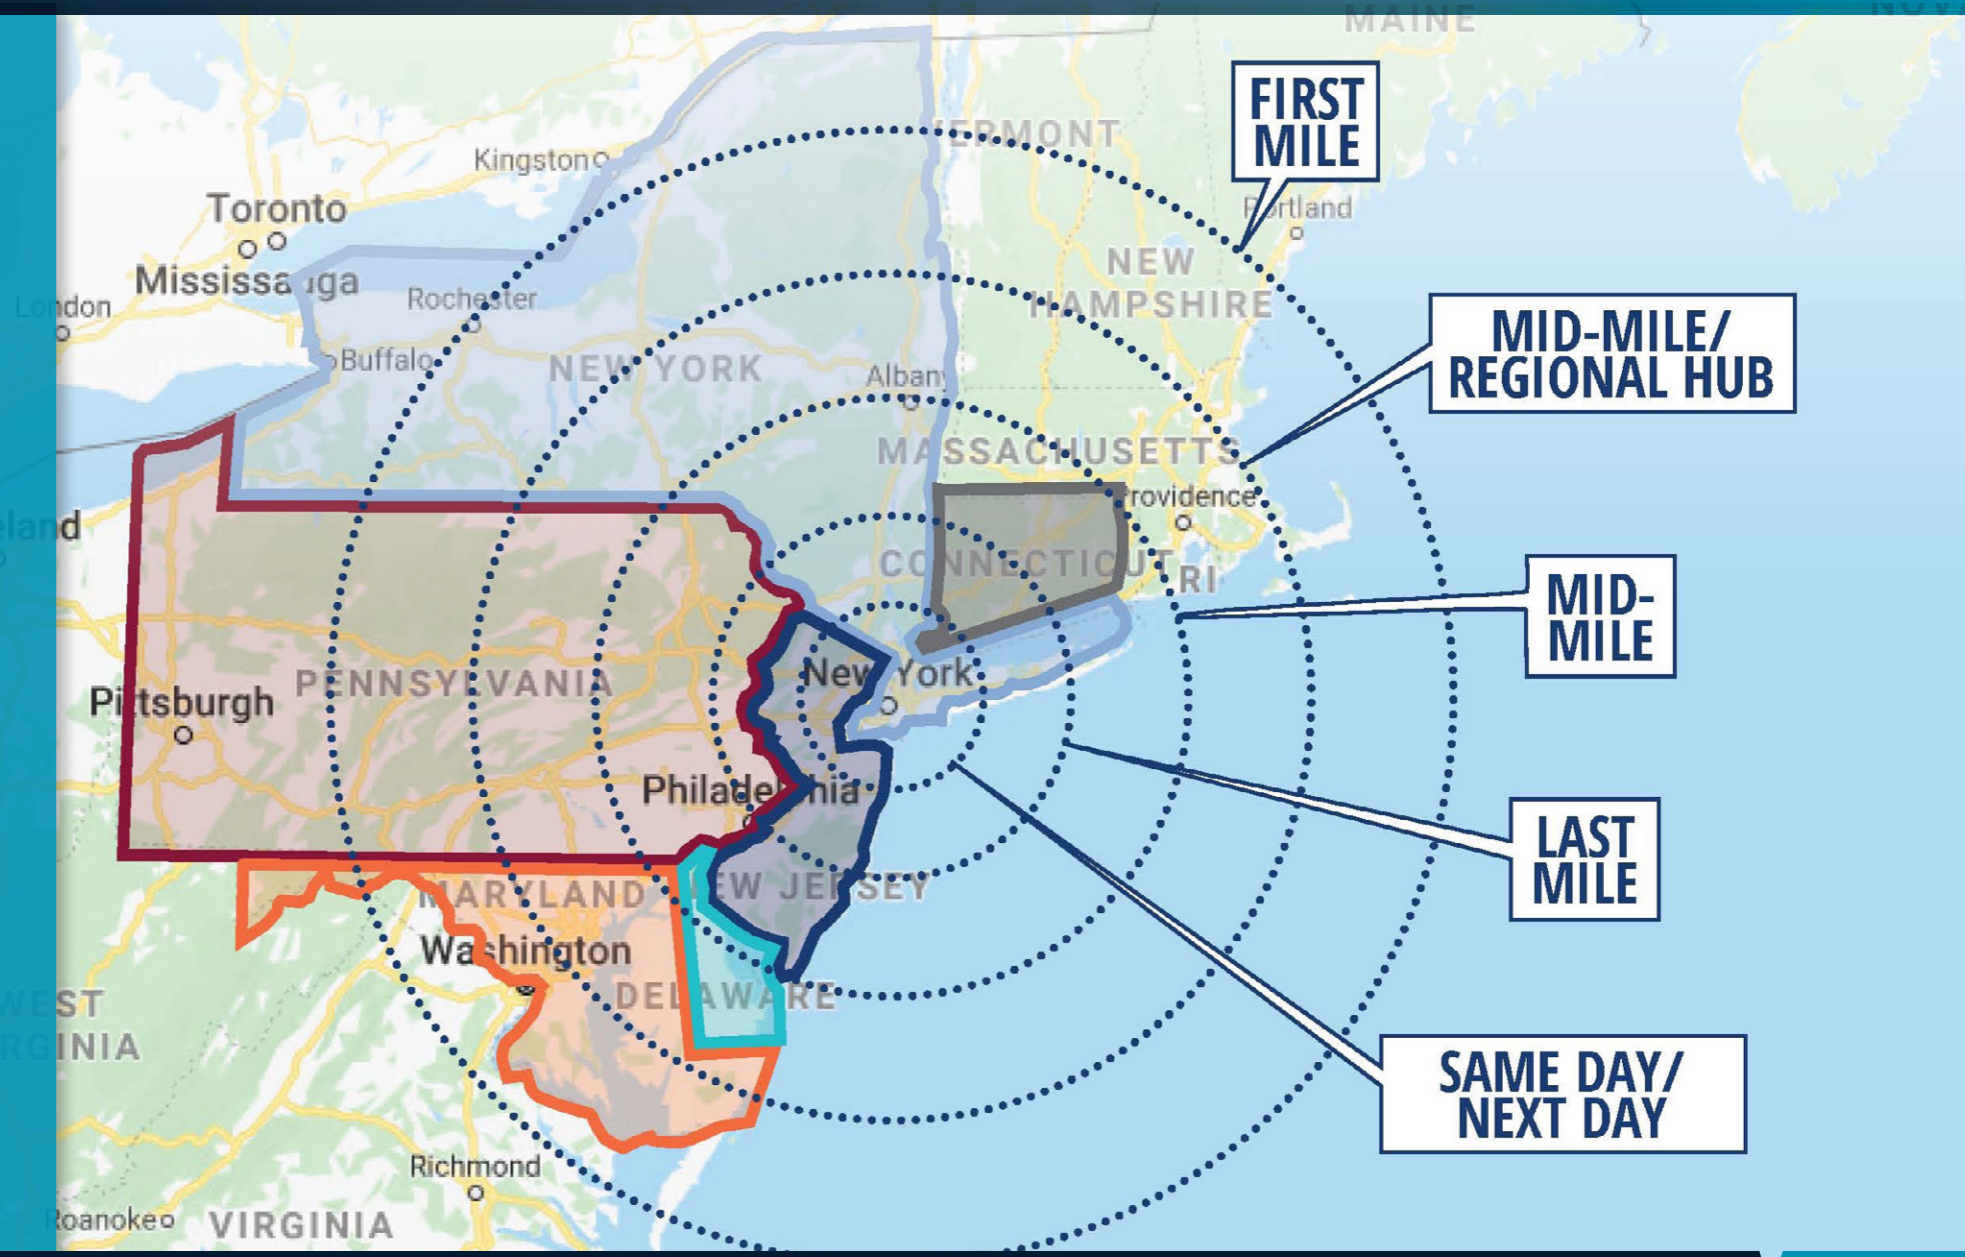 MAINE
FIRST
MILE
VERMONT
Kingston
Toronto
Portland
NEW
HAMPSHIRE
Mississauga
London
Rochester
MID-MILE/
REGIONAL HUB
Buffalo
NEW YORK
Albany
MASSACHUSETTS
Providence
CONNECTICUT
RI
MID-
MILE
New York
PENNSYLVANIA
Pittsburgh
Philadelphia
LAST
MILE
MARYLAND
NEW JERSEY
Washington
DELAWARE
WEST
VIRGINIA
SAME DAY/
NEXT DAY
Richmond
Roanoke
VIRGINIA